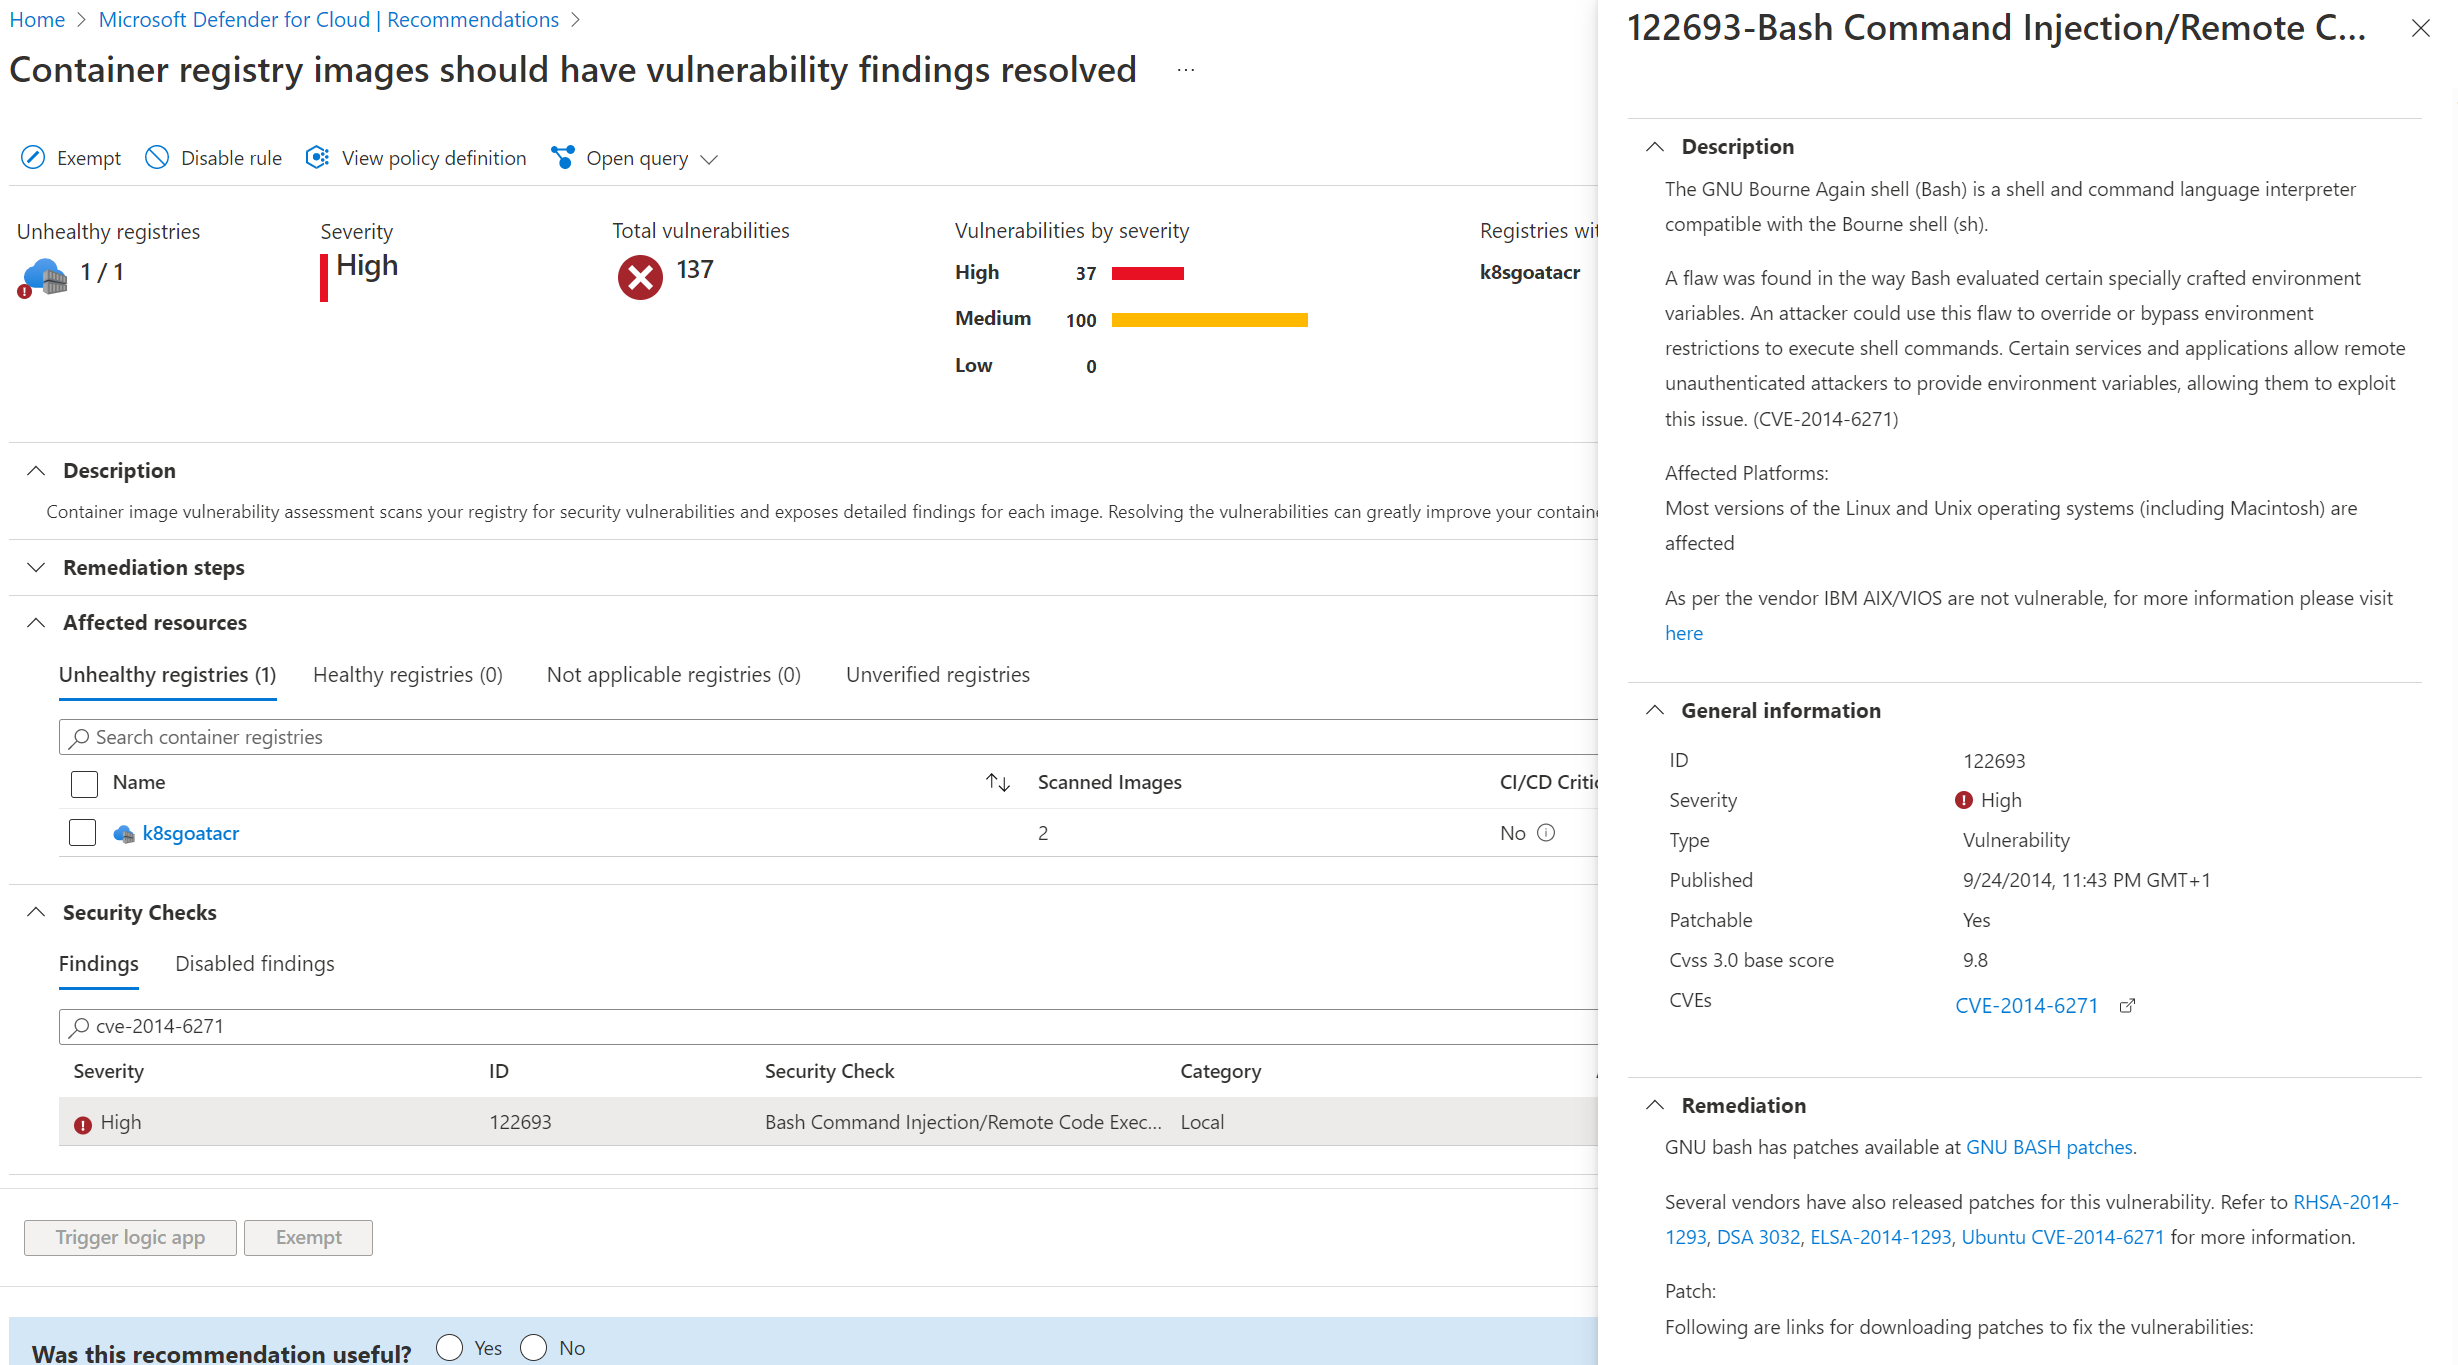 Home > Microsoft Defender for Cloud | Recommendations >
Container registry images should have vulnerability findings resolved ...
Exempt Disable rule View policy definition Open query
Unhealthy registries Severity Total vulnerabilities Vulnerabilities by severity Registries wit
1 / 1 High 137
High 37 k8sgoatacr
Medium 100
Low 0
Description
Container image vulnerability assessment scans your registry for security vulnerabilities and exposes detailed findings for each image. Resolving the vulnerabilities can greatly improve your containe
Remediation steps
Affected resources
Unhealthy registries (1) Healthy registries (0) Not applicable registries (0) Unverified registries
Search container registries
Name Scanned Images CI/CD Critic
k8sgoatacr 2 No
Security Checks
Findings Disabled findings
cve-2014-6271
Severity ID Security Check Category
High 122693 Bash Command Injection/Remote Code Exec... Local
Trigger logic app Exempt
Was this recommendation useful? Yes No
122693-Bash Command Injection/Remote C...
Description
The GNU Bourne Again shell (Bash) is a shell and command language interpreter
compatible with the Bourne shell (sh).
A flaw was found in the way Bash evaluated certain specially crafted environment
variables. An attacker could use this flaw to override or bypass environment
restrictions to execute shell commands. Certain services and applications allow remote
unauthenticated attackers to provide environment variables, allowing them to exploit
this issue. (CVE-2014-6271)
Affected Platforms:
Most versions of the Linux and Unix operating systems (including Macintosh) are
affected
As per the vendor IBM AIX/VIOS are not vulnerable, for more information please visit
here
General information
ID 122693
Severity High
Type Vulnerability
Published 9/24/2014, 11:43 PM GMT+1
Patchable Yes
Cvss 3.0 base score 9.8
CVEs CVE-2014-6271
Remediation
GNU bash has patches available at GNU BASH patches.
Several vendors have also released patches for this vulnerability. Refer to RHSA-2014-
1293, DSA 3032, ELSA-2014-1293, Ubuntu CVE-2014-6271 for more information.
Patch:
Following are links for downloading patches to fix the vulnerabilities: